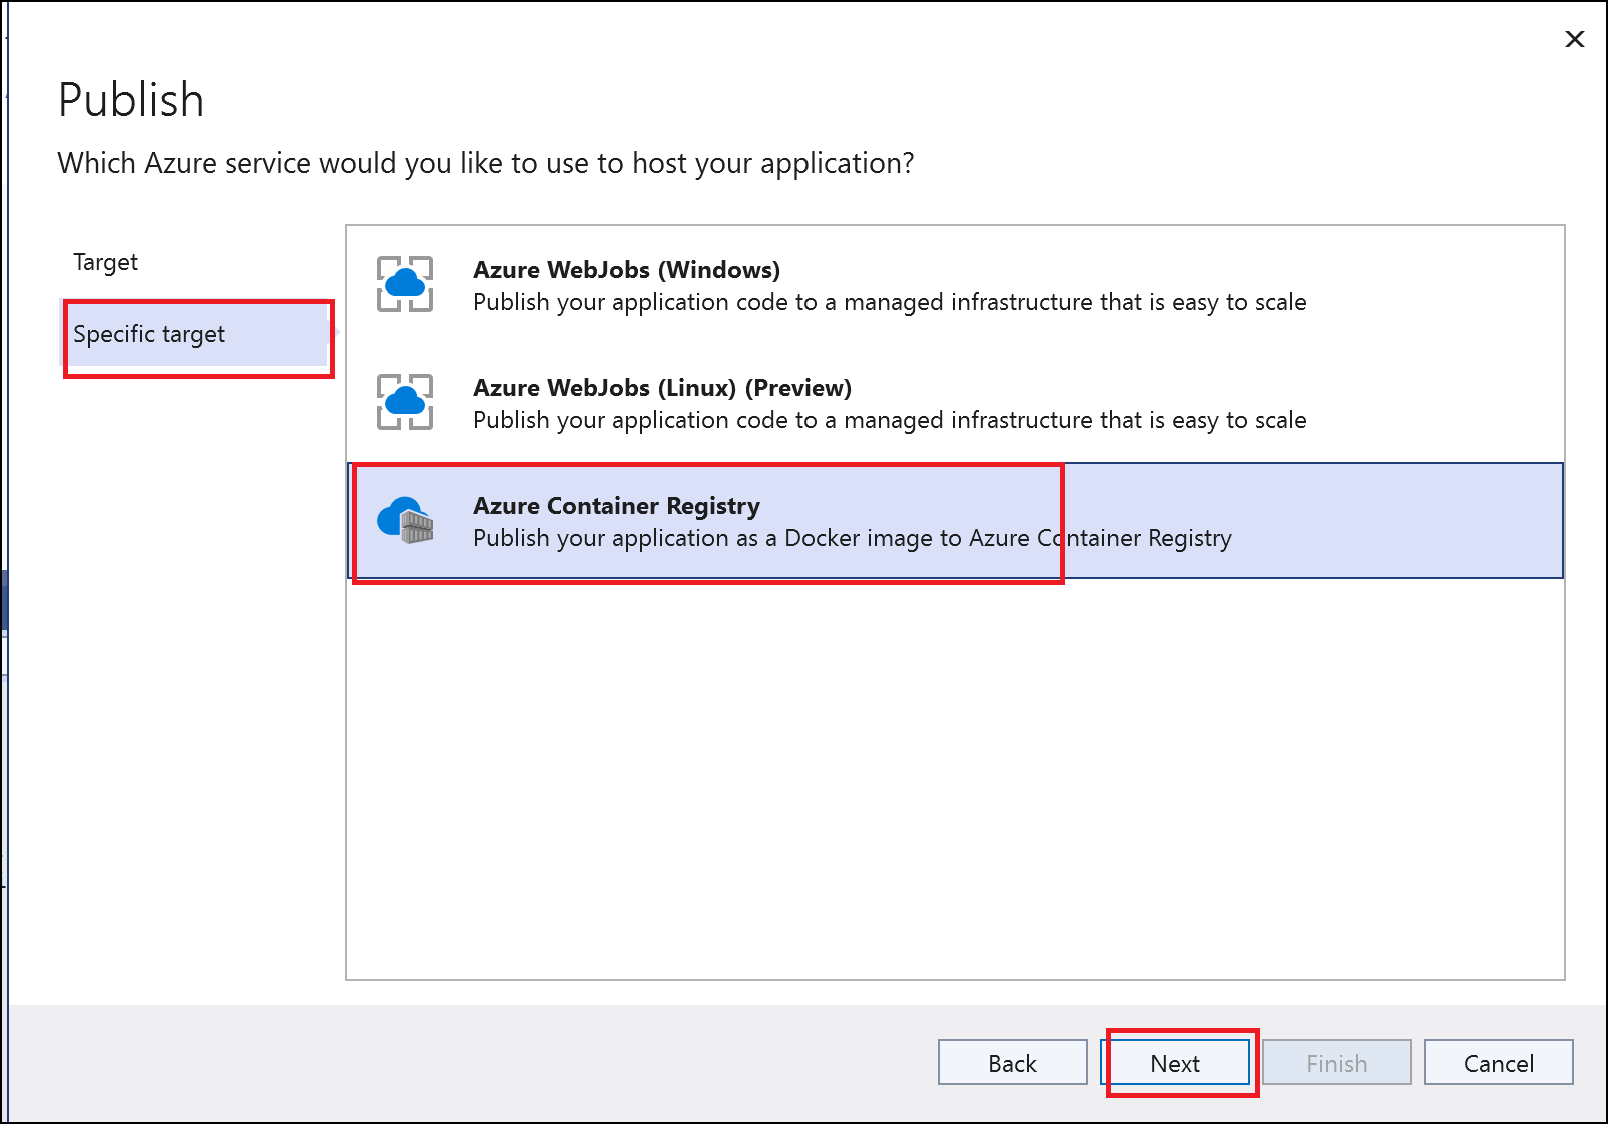 Publish
Which Azure service would you like to use to host your application?
Target
Specific target
Azure WebJobs (Windows)
Publish your application code to a managed infrastructure that is easy to scale
Azure WebJobs (Linux) (Preview)
Publish your application code to a managed infrastructure that is easy to scale
Azure Container Registry
Publish your application as a Docker image to Azure Container Registry
Back
Next
Finish
Cancel